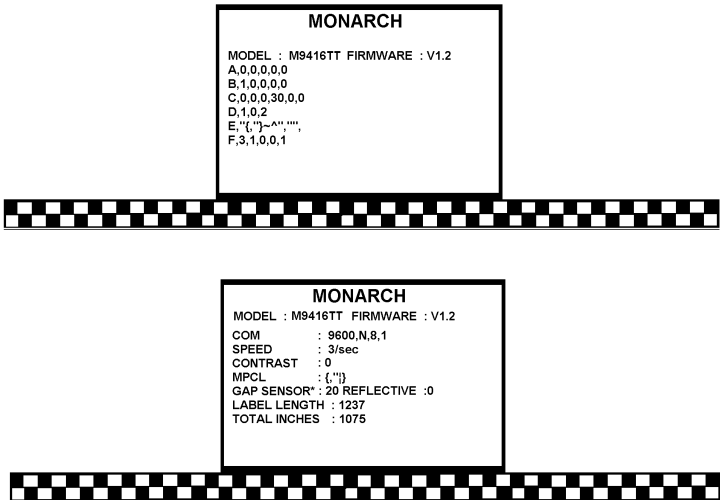 MONARCH
MODEL : M9416TT FIRMWARE : V1.2
A,0,0,0,0,0
B,1,0,0,0,0
C,0,0,0,30,0,0
D,1,0,2
E,"{,"}~^","",
F,3,1,0,0,1
MONARCH
MODEL : M9416TT FIRMWARE : V1.2
COM : 9600,N,8,1
SPEED : 3/sec
CONTRAST : 0
MPCL : {,"¦}
GAP SENSOR* : 20 REFLECTIVE :0
LABEL LENGTH : 1237
TOTAL INCHES : 1075